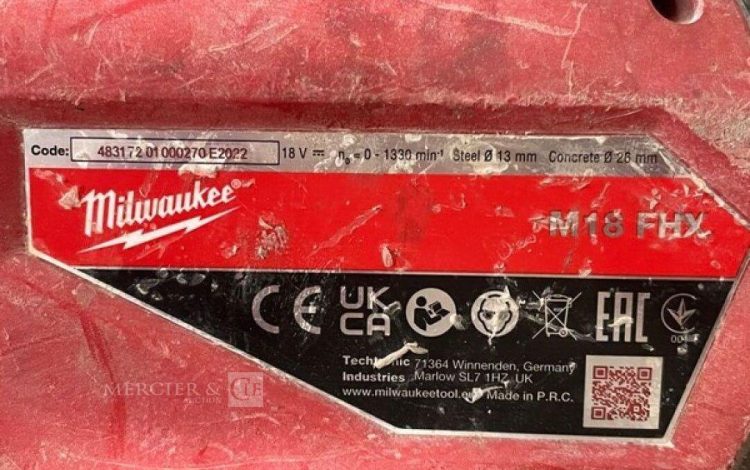 Code: 483172 01 000270 E2022 18 V n₀ = 0 - 1330 min⁻¹ Steel Ø 13 mm Concrete Ø 26 mm
Milwaukee®
M18 FHX
CE UK CA EAC
Techtronic 71364 Winnenden, Germany
Industries Marlow SL7 1HZ, UK
www.milwaukeetool.eu Made in P.R.C.
MERCIER & CIE
AUCTION